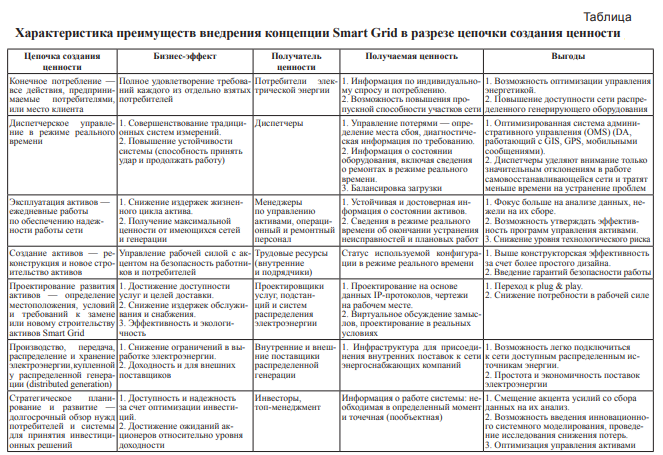 Таблица
Характеристика преимуществ внедрения концепции Smart Grid в разрезе цепочки создания ценности
Цепочка создания
ценности
Бизнес-эффект
Получатель
ценности
Получаемая ценность
Выгоды
Конечное потребление —
все действия, предприни-
маемые потребителями,
или место клиента
Полное удовлетворение требова-
ний каждого из отдельно взятых
потребителей
Потребители элек-
трической энергии
1. Информация по индивидуально-
му спросу и потреблению.
2. Возможность повышения про-
пускной способности участков сети
1. Возможность оптимизации управления
энергетикой.
2. Повышение доступности сети распре-
деленного генерирующего оборудования
Диспетчерское управле-
ние в режиме реального
времени
1. Совершенствование традици-
онных систем измерений.
2. Повышение устойчивости
системы (способность принять
удар и продолжать работу)
Диспетчеры
1. Управление потерями — опре-
деление места сбоя, диагностиче-
ская информация по требованию.
2. Информация о состоянии
оборудования, включая сведения
о ремонтах в режиме реального
времени.
3. Балансировка загрузки
1. Оптимизированная система админи-
стративного управления (OMS) (DA,
работающий с GIS, GPS, мобильными
сообщениями).
2. Диспетчеры уделяют внимание только
значительным отклонениям в работе
самовосстанавливающейся сети и тратят
меньше времени на устранение проблем
Эксплуатация активов —
ежедневные работы
по обеспечению надеж-
ности работы сети
1. Снижение издержек жизнен-
ного цикла актива.
2. Получение максимальной
ценности от имеющихся сетей
и генерации
Менеджеры
по управлению
активами, операци-
онный и ремонтный
персонал
1. Устойчивая и достоверная ин-
формация о состоянии активов.
2. Сведения в режиме реального
времени об окончании устранения
неисправностей и плановых работ
1. Фокус больше на анализе данных, не-
жели на их сборе.
2. Возможность утверждать эффектив-
ность программ управления активами.
3. Снижение уровня технологического риска
Создание активов — ре-
конструкция и новое стро-
ительство активов
Управление рабочей силой с ак-
центом на безопасность работни-
ков и потребителей
Трудовые ресурсы
(внутренние
и подрядчики)
Статус используемой конфигура-
ции в режиме реального времени
1. Выше конструкторская эффективность
за счет более простого дизайна.
2. Введение гарантий безопасности работы
Проектирование развития
активов — определение
местоположения, условий
и требований к замене
или новому строительству
активов Smart Grid
1. Достижение доступности
услуг и целей доставки.
2. Снижение издержек обслужи-
вания и снабжения.
3. Эффективность и экологич-
ность
Проектировщики
услуг, подстан-
ций и систем
распределения
электроэнергии
1. Проектирование на основе
данных IP-протоколов, чертежи
на рабочем месте.
2. Виртуальное обсуждение замыс-
лов, проектирование в реальных
условиях
1. Переход к plug & play.
2. Снижение потребности в рабочей силе
Производство, передача,
распределение и хранение
электроэнергии, купленной
у распределенной генера-
ции (distributed generation)
1. Снижение ограничений в вы-
работке электроэнергии.
2. Доходность и для внешних
поставщиков
Внутренние и внеш-
ние поставщики
распределенной
генерации
1. Инфраструктура для присоеди-
нения внутренних поставок к сети
энергоснабжающих компаний
1. Возможность легко подключиться
к сети доступным распределенным ис-
точникам энергии.
2. Простота и экономичность поставок
электроэнергии
Стратегическое плани-
рование и развитие —
долгосрочный обзор нужд
потребителей и системы
для принятия инвестици-
онных решений
1. Доступность и надежность
за счет оптимизации инвести-
ций.
2. Достижение ожиданий ак-
ционеров относительно уровня
доходности
Инвесторы,
топ-менеджмент
Информация о работе системы: не-
обходима в определенный момент
и точечная (пообъектная)
1. Смещение акцента усилий со сбора
данных на их анализ.
2. Возможность введения инновационно-
го системного моделирования, проведе-
ние исследования снижения потерь.
3. Оптимизация управления активами